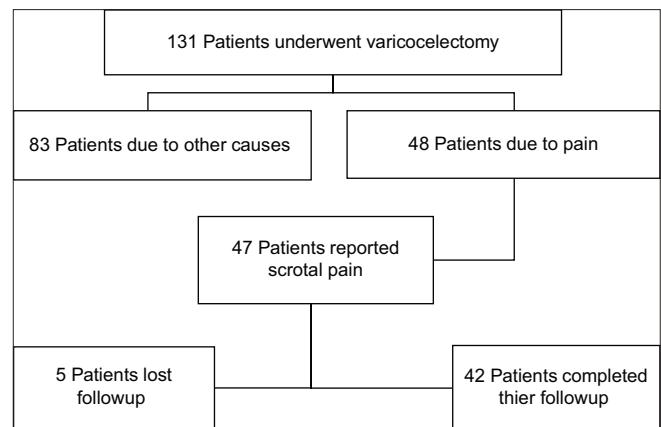 131 Patients underwent varicocelectomy
83 Patients due to other causes
48 Patients due to pain
47 Patients reported
scrotal pain
5 Patients lost
followup
42 Patients completed
thier followup